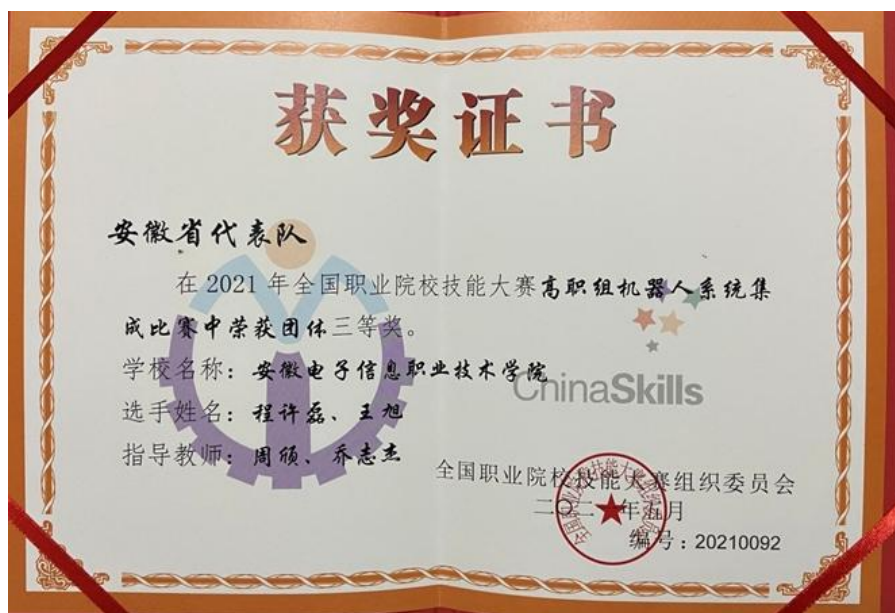 获奖证书
安徽省代表队
在2021年全国职业院校技能大赛高职组机器人系统集
成比赛中荣获团体三等奖。
学校名称：安徽电子信息职业技术学院
选手姓名：程许磊、王旭
指导教师：周颀、乔志杰
ChinaSkills
全国职业院校技能大赛组织委员会
二〇二一年五月
编号：20210092